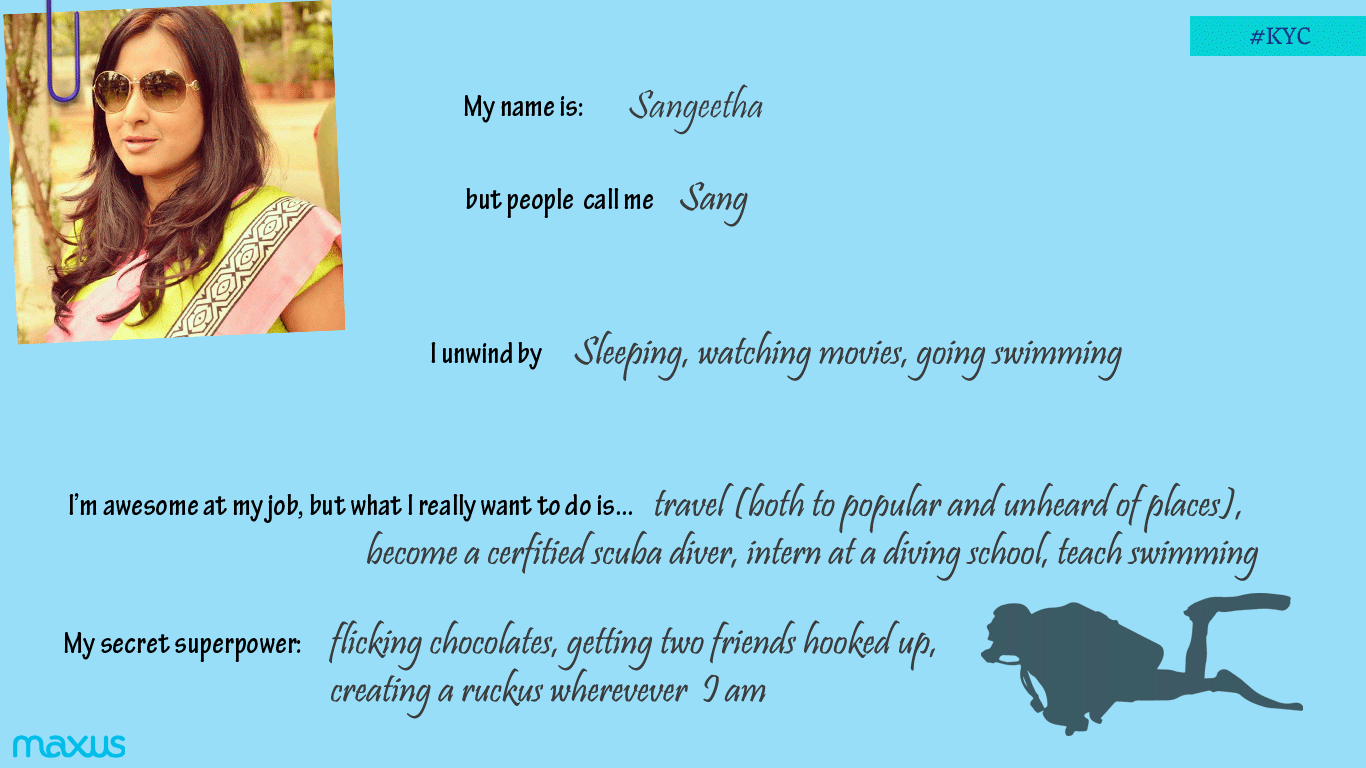 #KYC
My name is: Sangeetha
but people call me Sang
I unwind by Sleeping, watching movies, going swimming
I'm awesome at my job, but what I really want to do is... travel (both to popular and unheard of places),
become a cerfitied scuba diver, intern at a diving school, teach swimming
My secret superpower: flicking chocolates, getting two friends hooked up,
creating a ruckus wherevever I am
maxus